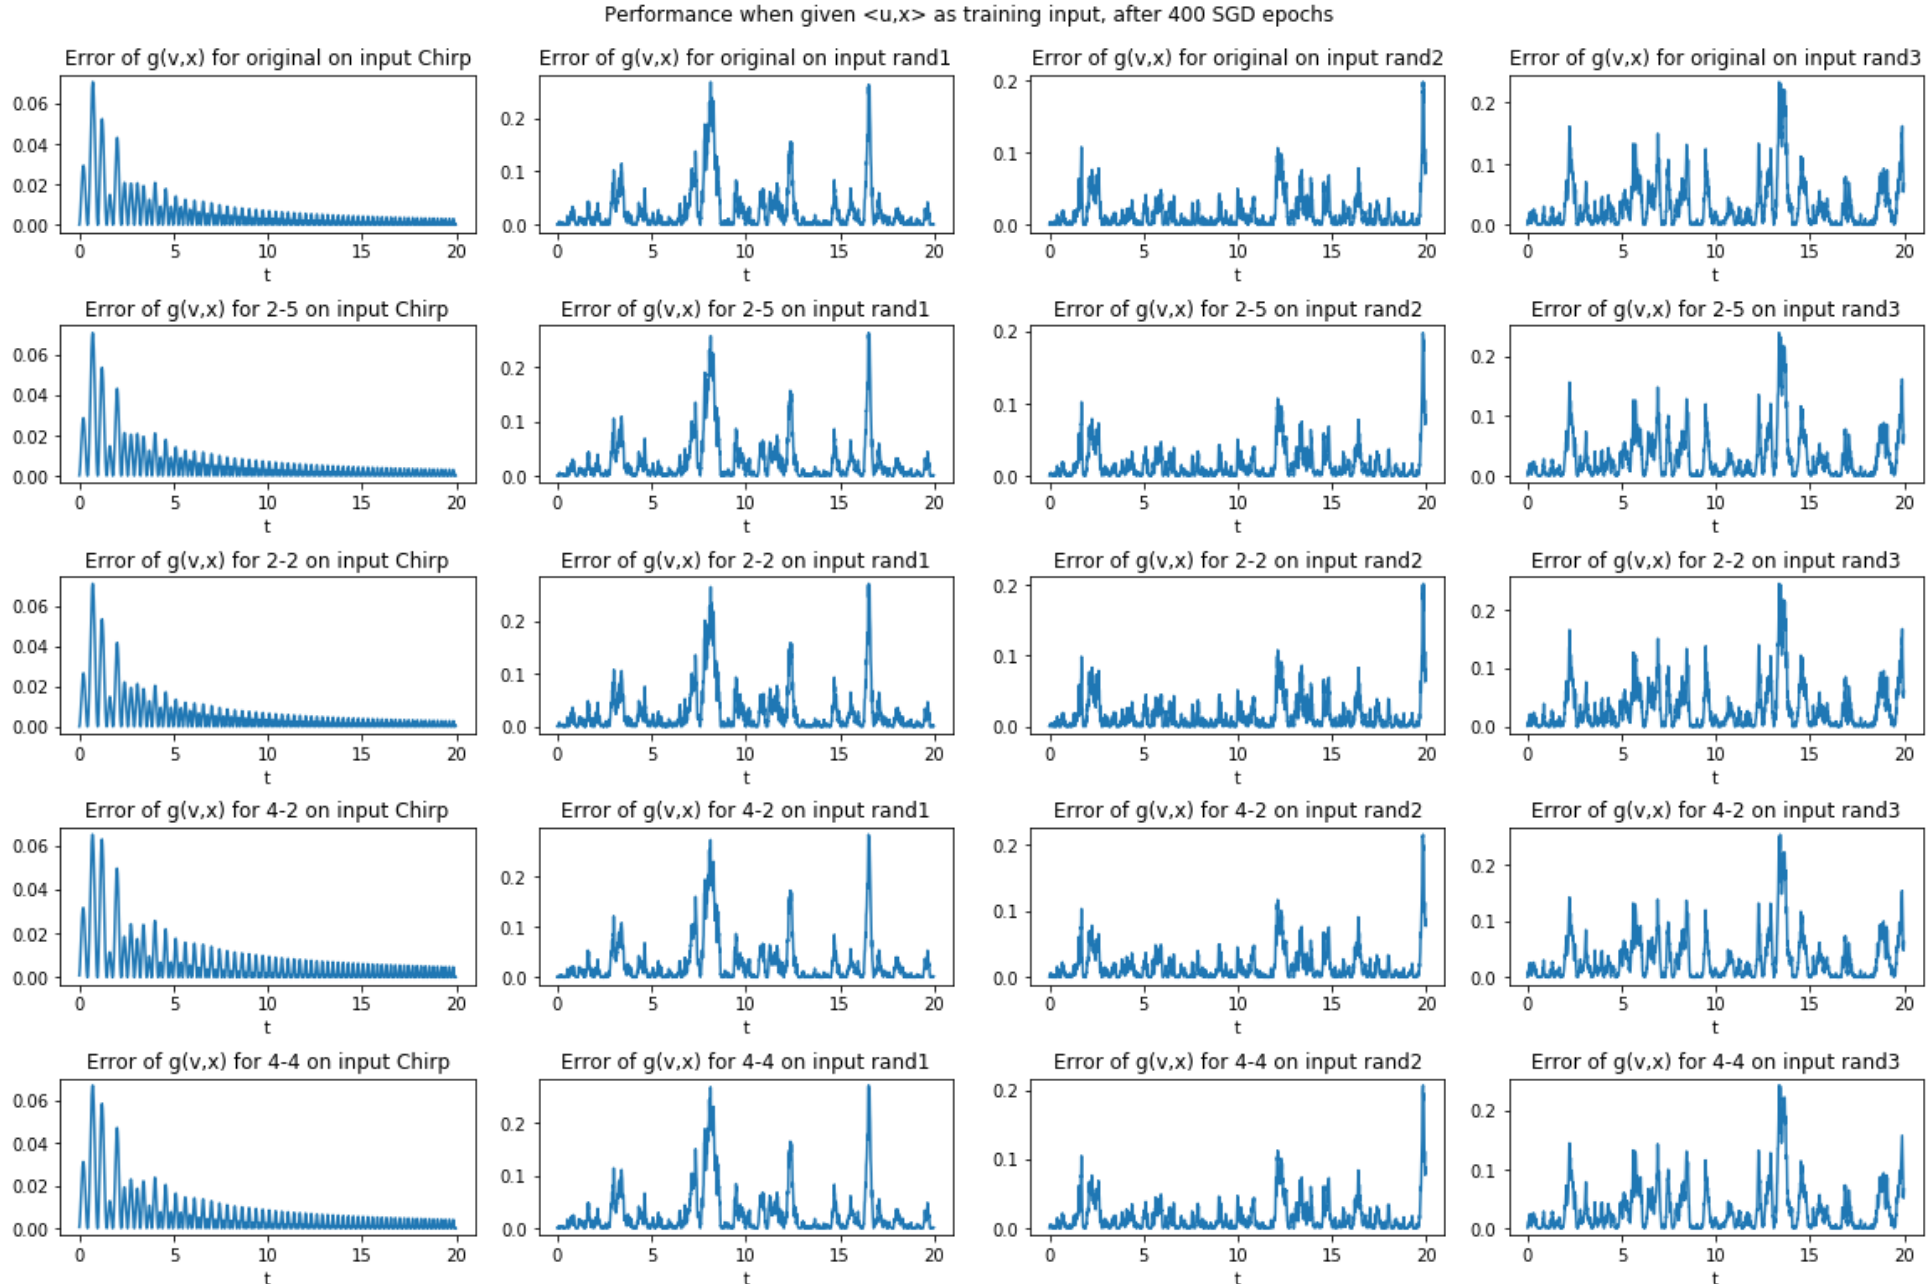 Performance when given <u,x> as training input, after 400 SGD epochs
Error of g(v,x) for original on input Chirp
0.06
0.04
0.02
0.00
0 5 10 15 20
t
Error of g(v,x) for original on input rand1
0.2
0.1
0.0
0 5 10 15 20
t
Error of g(v,x) for original on input rand2
0.2
0.1
0.0
0 5 10 15 20
t
Error of g(v,x) for original on input rand3
0.2
0.1
0.0
0 5 10 15 20
t
Error of g(v,x) for 2-5 on input Chirp
0.06
0.04
0.02
0.00
0 5 10 15 20
t
Error of g(v,x) for 2-5 on input rand1
0.2
0.1
0.0
0 5 10 15 20
t
Error of g(v,x) for 2-5 on input rand2
0.2
0.1
0.0
0 5 10 15 20
t
Error of g(v,x) for 2-5 on input rand3
0.2
0.1
0.0
0 5 10 15 20
t
Error of g(v,x) for 2-2 on input Chirp
0.06
0.04
0.02
0.00
0 5 10 15 20
t
Error of g(v,x) for 2-2 on input rand1
0.2
0.1
0.0
0 5 10 15 20
t
Error of g(v,x) for 2-2 on input rand2
0.2
0.1
0.0
0 5 10 15 20
t
Error of g(v,x) for 2-2 on input rand3
0.2
0.1
0.0
0 5 10 15 20
t
Error of g(v,x) for 4-2 on input Chirp
0.06
0.04
0.02
0.00
0 5 10 15 20
t
Error of g(v,x) for 4-2 on input rand1
0.2
0.1
0.0
0 5 10 15 20
t
Error of g(v,x) for 4-2 on input rand2
0.2
0.1
0.0
0 5 10 15 20
t
Error of g(v,x) for 4-2 on input rand3
0.2
0.1
0.0
0 5 10 15 20
t
Error of g(v,x) for 4-4 on input Chirp
0.06
0.04
0.02
0.00
0 5 10 15 20
t
Error of g(v,x) for 4-4 on input rand1
0.2
0.1
0.0
0 5 10 15 20
t
Error of g(v,x) for 4-4 on input rand2
0.2
0.1
0.0
0 5 10 15 20
t
Error of g(v,x) for 4-4 on input rand3
0.2
0.1
0.0
0 5 10 15 20
t